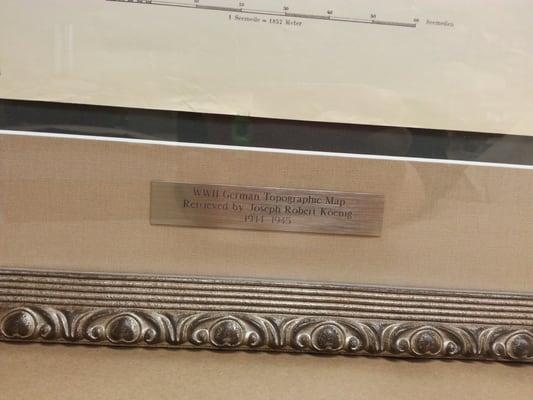 1 Seemeile = 1852 Meter
Seemeilen
WWII German Topographic Map
Retrieved by Joseph Robert Koenig
1944-1945